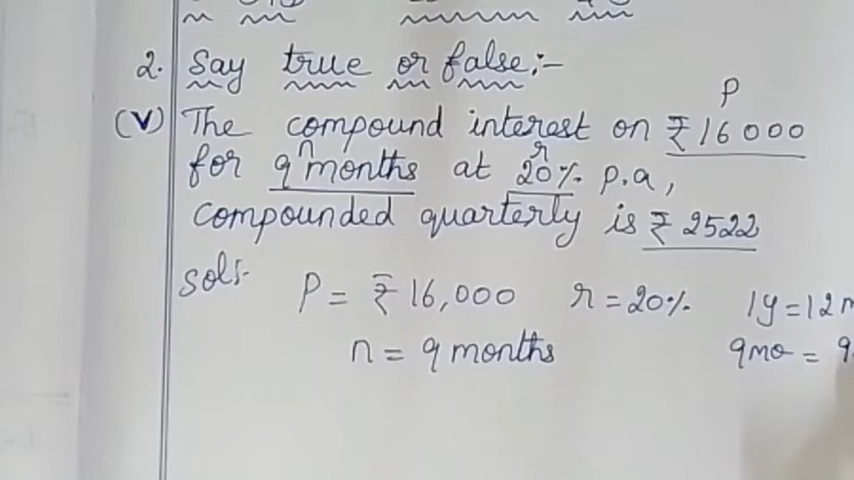 2. Say true or false:-
P
(V) The compound interest on ₹ 16000
n r
for 9 months at 20% p.a,
compounded quarterly is ₹ 2522
sol:-
P = ₹ 16,000 r = 20% 1y = 12 m
n = 9 months 9mo = 9